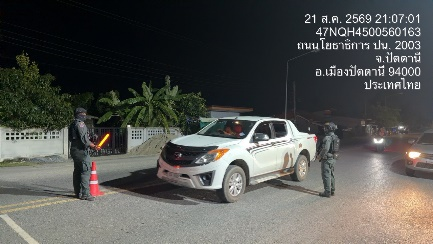 21 ส.ค. 2569 21:07:01
47NQH4500560163
ถนนโยธาธิการ ปน. 2003
จ.ปัตตานี
อ.เมืองปัตตานี 94000
ประเทศไทย